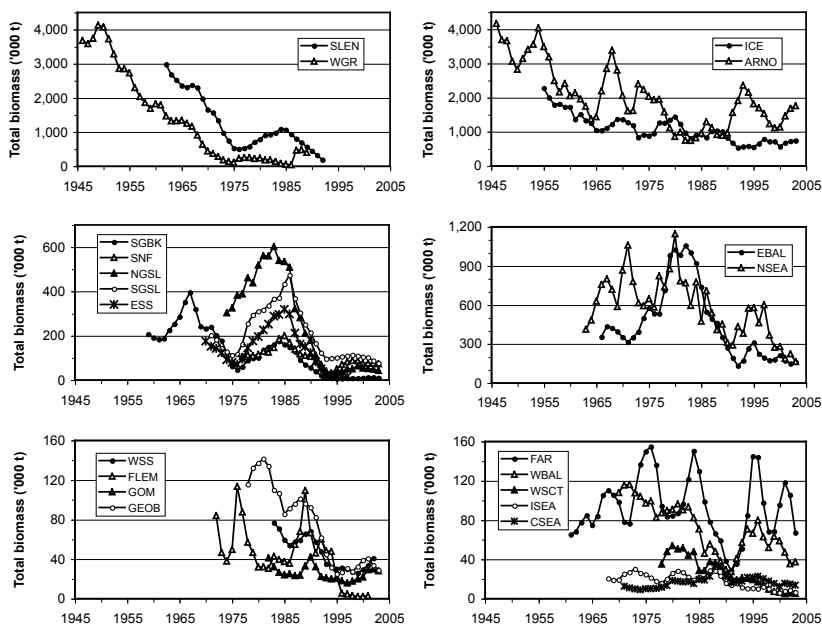 Total biomass ('000 t)
5,000
4,000
3,000
2,000
1,000
0
SLEN
WGR
1945 1955 1965 1975 1985 1995 2005
Total biomass ('000 t)
5,000
4,000
3,000
2,000
1,000
0
ICE
ARNO
1945 1955 1965 1975 1985 1995 2005
Total biomass ('000 t)
600
400
200
0
SGBK
SNF
NGSL
SGSL
ESS
1945 1955 1965 1975 1985 1995 2005
Total biomass ('000 t)
1,200
900
600
300
0
EBAL
NSEA
1945 1955 1965 1975 1985 1995 2005
Total biomass ('000 t)
160
120
80
40
0
WSS
FLEM
GOM
GEOB
1945 1955 1965 1975 1985 1995 2005
Total biomass ('000 t)
160
120
80
40
0
FAR
WBAL
WSCT
ISEA
CSEA
1945 1955 1965 1975 1985 1995 2005